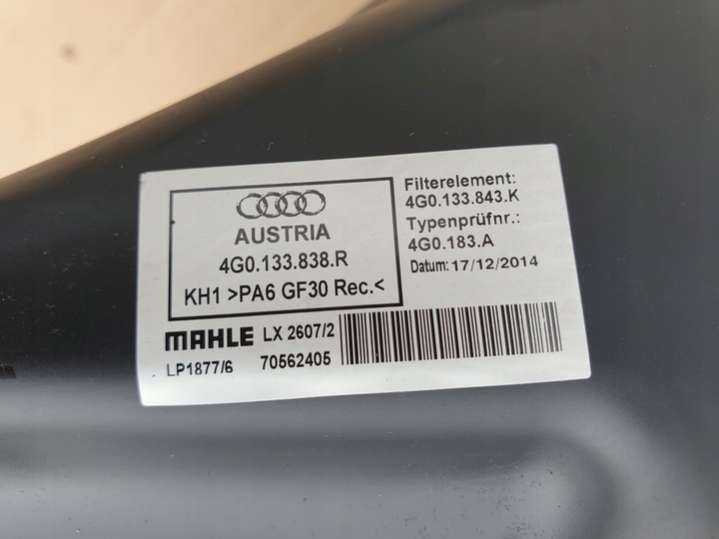 AUSTRIA
4G0.133.838.R
KH1 >PA6 GF30 Rec.<
Filterelement:
4G0.133.843.K
Typenprüfnr.:
4G0.183.A
Datum: 17/12/2014
MAHLE LX 2607/2
LP1877/6 70562405